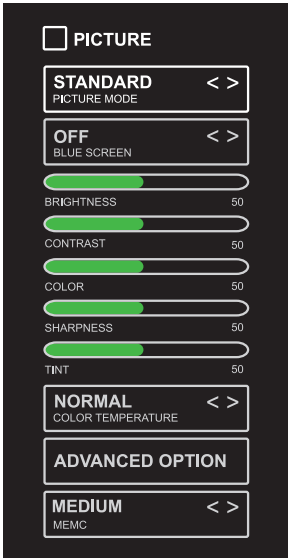 PICTURE
STANDARD < >
PICTURE MODE
OFF < >
BLUE SCREEN
BRIGHTNESS 50
CONTRAST 50
COLOR 50
SHARPNESS 50
TINT 50
NORMAL < >
COLOR TEMPERATURE
ADVANCED OPTION
MEDIUM < >
MEMC